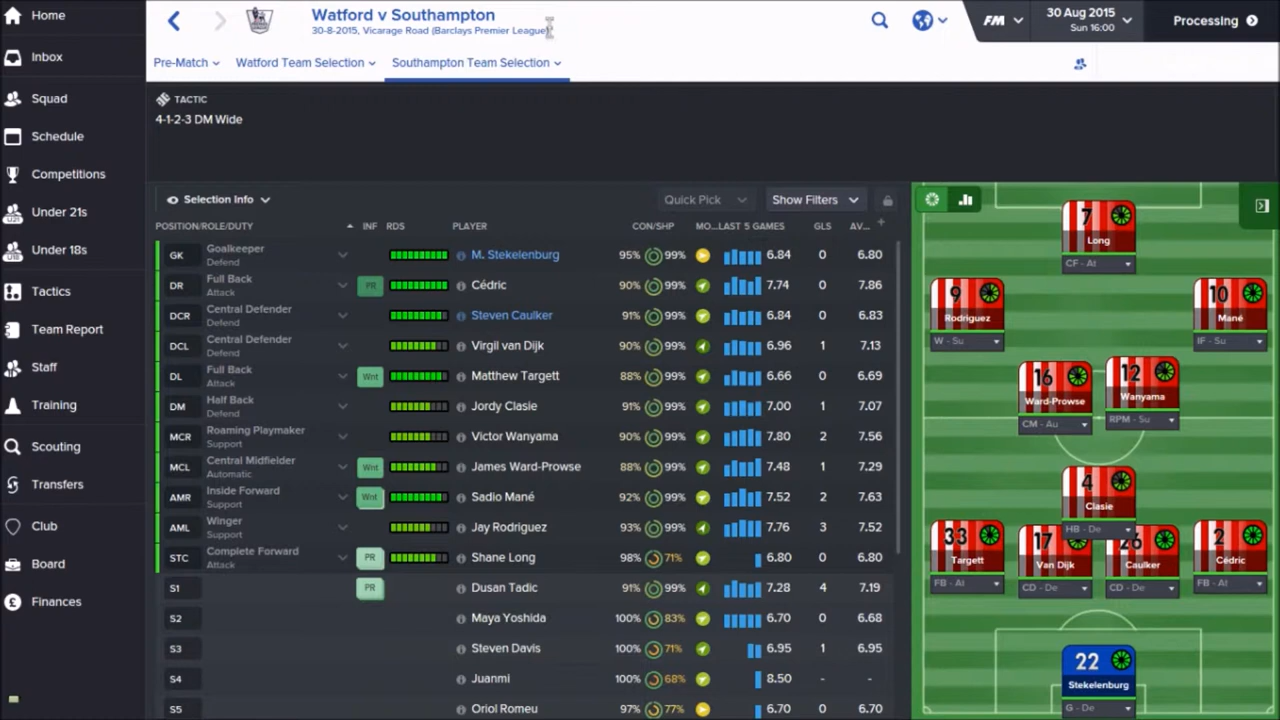 Home
Inbox
Squad
Schedule
Competitions
U21
Under 21s
U18
Under 18s
Tactics
Team Report
Staff
Training
Scouting
Transfers
Club
Board
Finances
Watford v Southampton
30-8-2015, Vicarage Road (Barclays Premier League)
FM
30 Aug 2015
Sun 16:00
Processing
Pre-Match
Watford Team Selection
Southampton Team Selection
TACTIC
4-1-2-3 DM Wide
Selection Info
Quick Pick
Show Filters
POSITION/ROLE/DUTY INF RDS PLAYER CON/SHP MO... LAST 5 GAMES GLS AV...
GK Goalkeeper Defend M. Stekelenburg 95% 99% 6.84 0 6.80
DR Full Back Attack PR Cédric 90% 99% 7.74 0 7.86
DCR Central Defender Defend Steven Caulker 91% 99% 6.84 0 6.83
DCL Central Defender Defend Virgil van Dijk 90% 99% 6.96 1 7.13
DL Full Back Attack Wnt Matthew Targett 88% 99% 6.66 0 6.69
DM Half Back Defend Jordy Clasie 91% 99% 7.00 1 7.07
MCR Roaming Playmaker Support Victor Wanyama 90% 99% 7.80 2 7.56
MCL Central Midfielder Automatic Wnt James Ward-Prowse 88% 99% 7.48 1 7.29
AMR Inside Forward Support Wnt Sadio Mané 92% 99% 7.52 2 7.63
AML Winger Support Jay Rodriguez 93% 99% 7.76 3 7.52
STC Complete Forward Attack PR Shane Long 98% 71% 6.80 0 6.80
S1 PR Dusan Tadic 91% 99% 7.28 4 7.19
S2 Maya Yoshida 100% 83% 6.70 0 6.68
S3 Steven Davis 100% 71% 6.95 1 6.95
S4 Juanmi 100% 68% 8.50 - -
S5 Oriol Romeu 97% 77% 6.70 0 6.70
7
Long
CF - At
9
Rodriguez
W - Su
10
Mané
IF - Su
16
Ward-Prowse
CM - Au
12
Wanyama
RPM - Su
4
Clasie
HB - De
33
Targett
FB - At
17
Van Dijk
CD - De
26
Caulker
CD - De
2
Cédric
FB - At
22
Stekelenburg
G - De